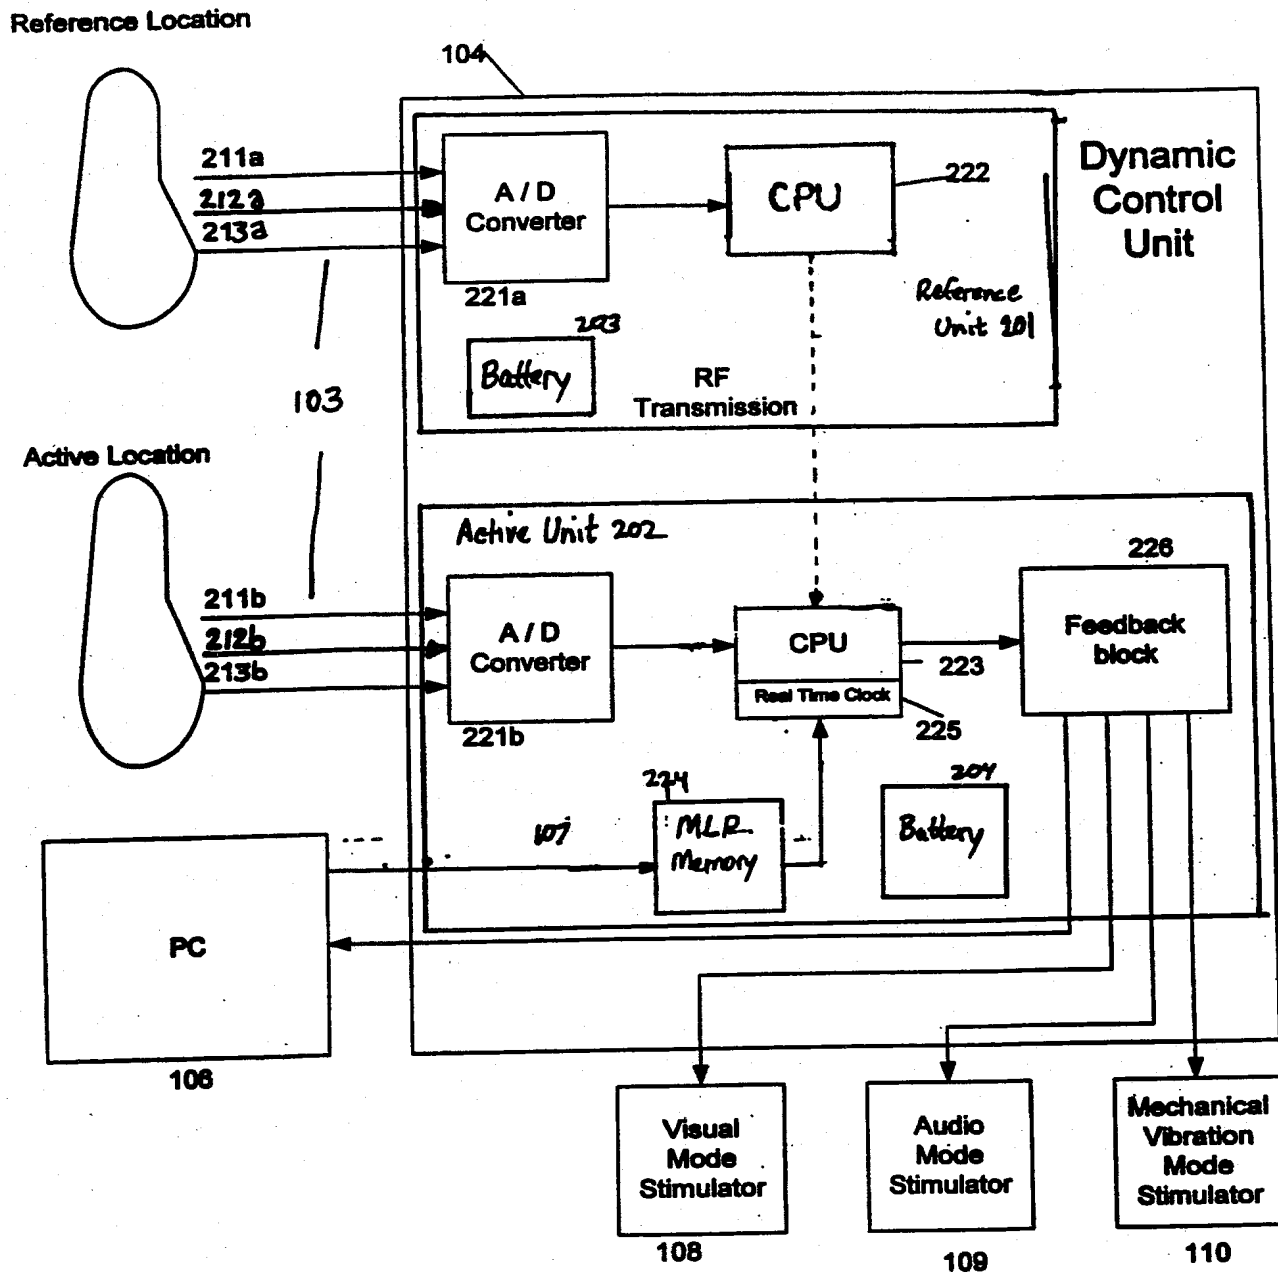 Reference Location
104
Dynamic
Control
Unit
211a
212a
213a
A / D
Converter
221a
CPU
222
Reference
Unit 201
203
Battery
RF
Transmission
103
Active Location
Active Unit 202
211b
212b
213b
A / D
Converter
221b
CPU
223
Real Time Clock
225
226
Feedback
block
224
MLR
Memory
204
Battery
107
PC
106
Visual
Mode
Stimulator
108
Audio
Mode
Stimulator
109
Mechanical
Vibration
Mode
Stimulator
110